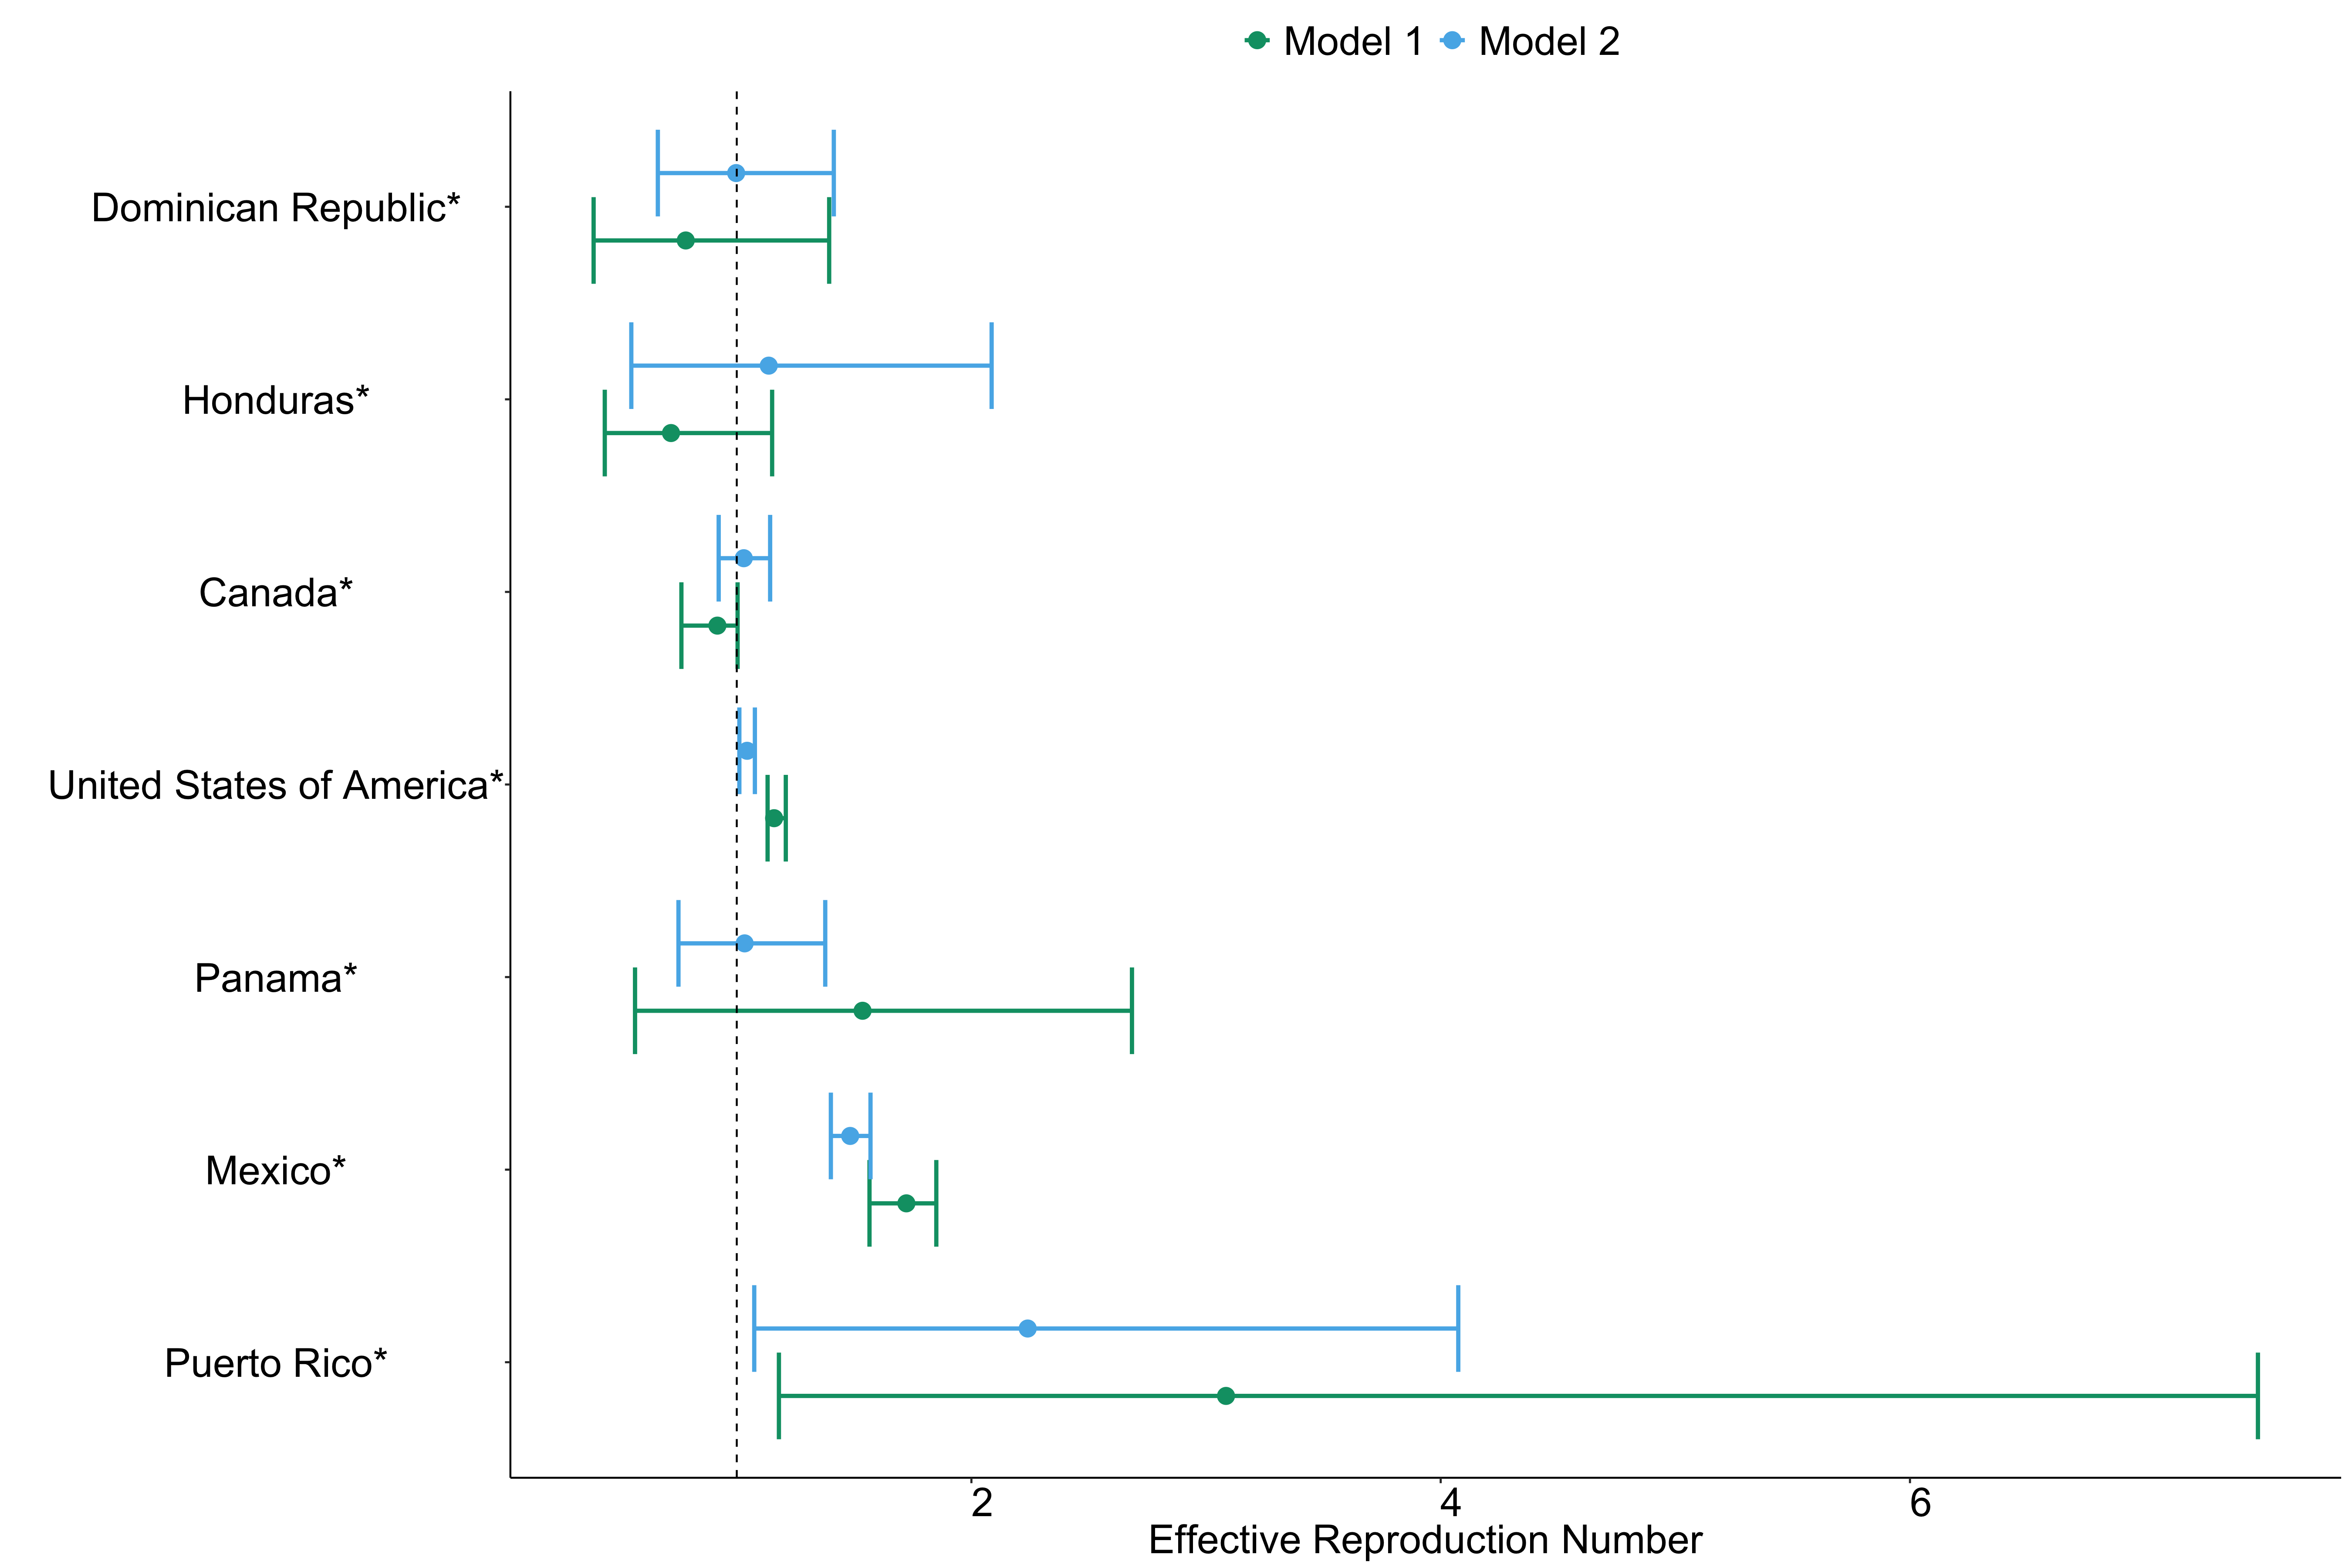 Model 1 Model 2
Dominican Republic*
Honduras*
Canada*
United States of America*
Panama*
Mexico*
Puerto Rico*
2 4 6
Effective Reproduction Number